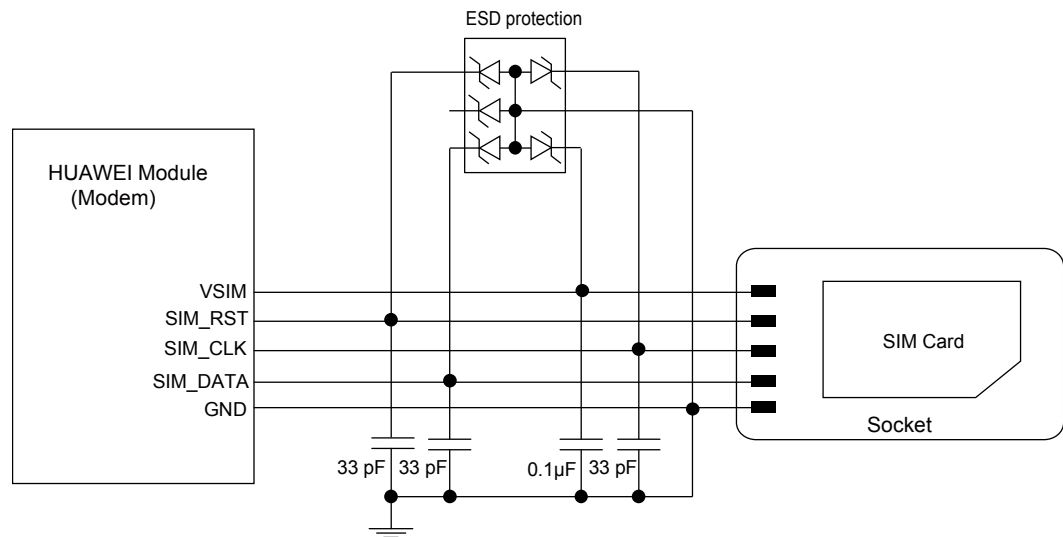 ESD protection
HUAWEI Module
(Modem)
VSIM
SIM_RST
SIM_CLK
SIM_DATA
GND
SIM Card
Socket
33 pF
33 pF
0.1µF
33 pF